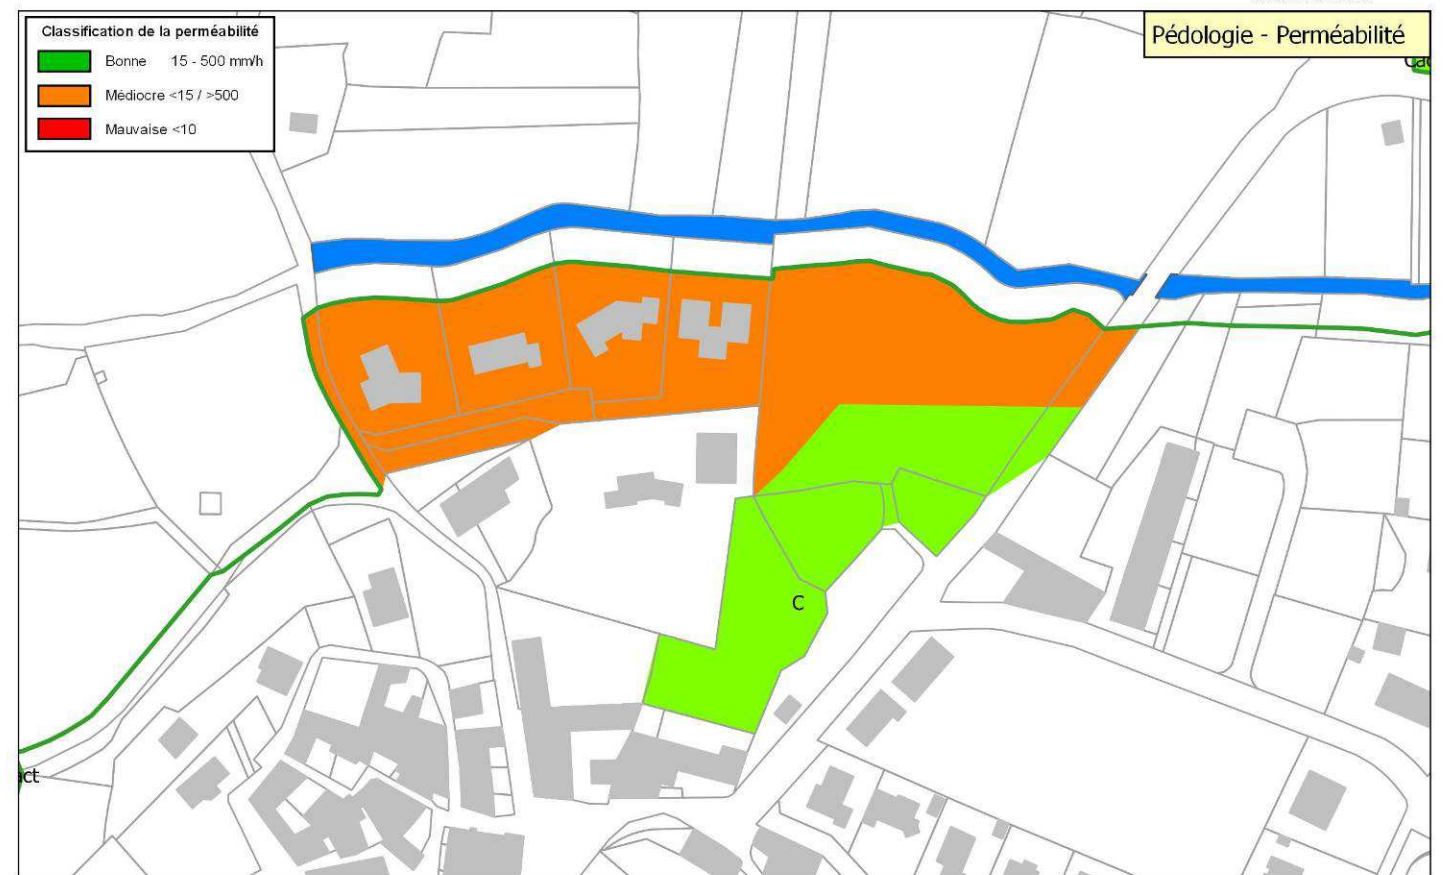 Classification de la perméabilité
Bonne 15 - 500 mm/h
Médiocre <15 / >500
Mauvaise <10
Pédologie - Perméabilité
C